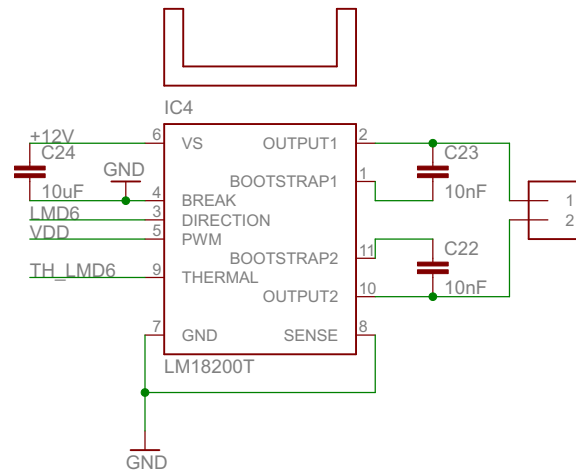 IC4
+12V 6 VS OUTPUT1 2
C24 C23
GND BOOTSTRAP1 1
10uF 10nF 1
4 BREAK
LMD6 3 DIRECTION 2
VDD 5 PWM
BOOTSTRAP2 11 C22
TH_LMD6 9 THERMAL
OUTPUT2 10 10nF
7 GND SENSE 8
LM18200T
GND